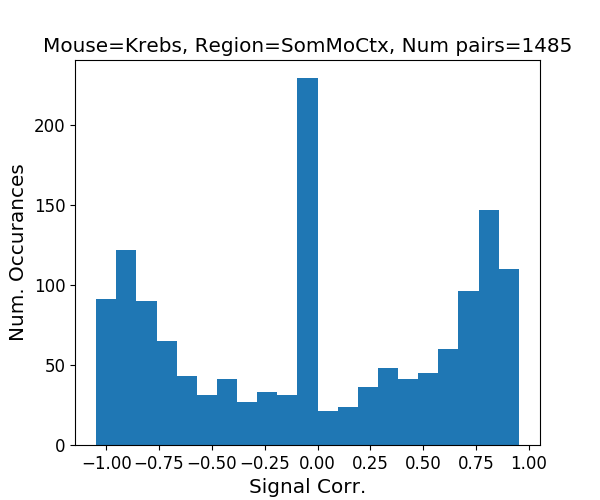 Mouse=Krebs, Region=SomMoCtx, Num pairs=1485
Num. Occurances
200
150
100
50
0
−1.00 −0.75 −0.50 −0.25 0.00 0.25 0.50 0.75 1.00
Signal Corr.